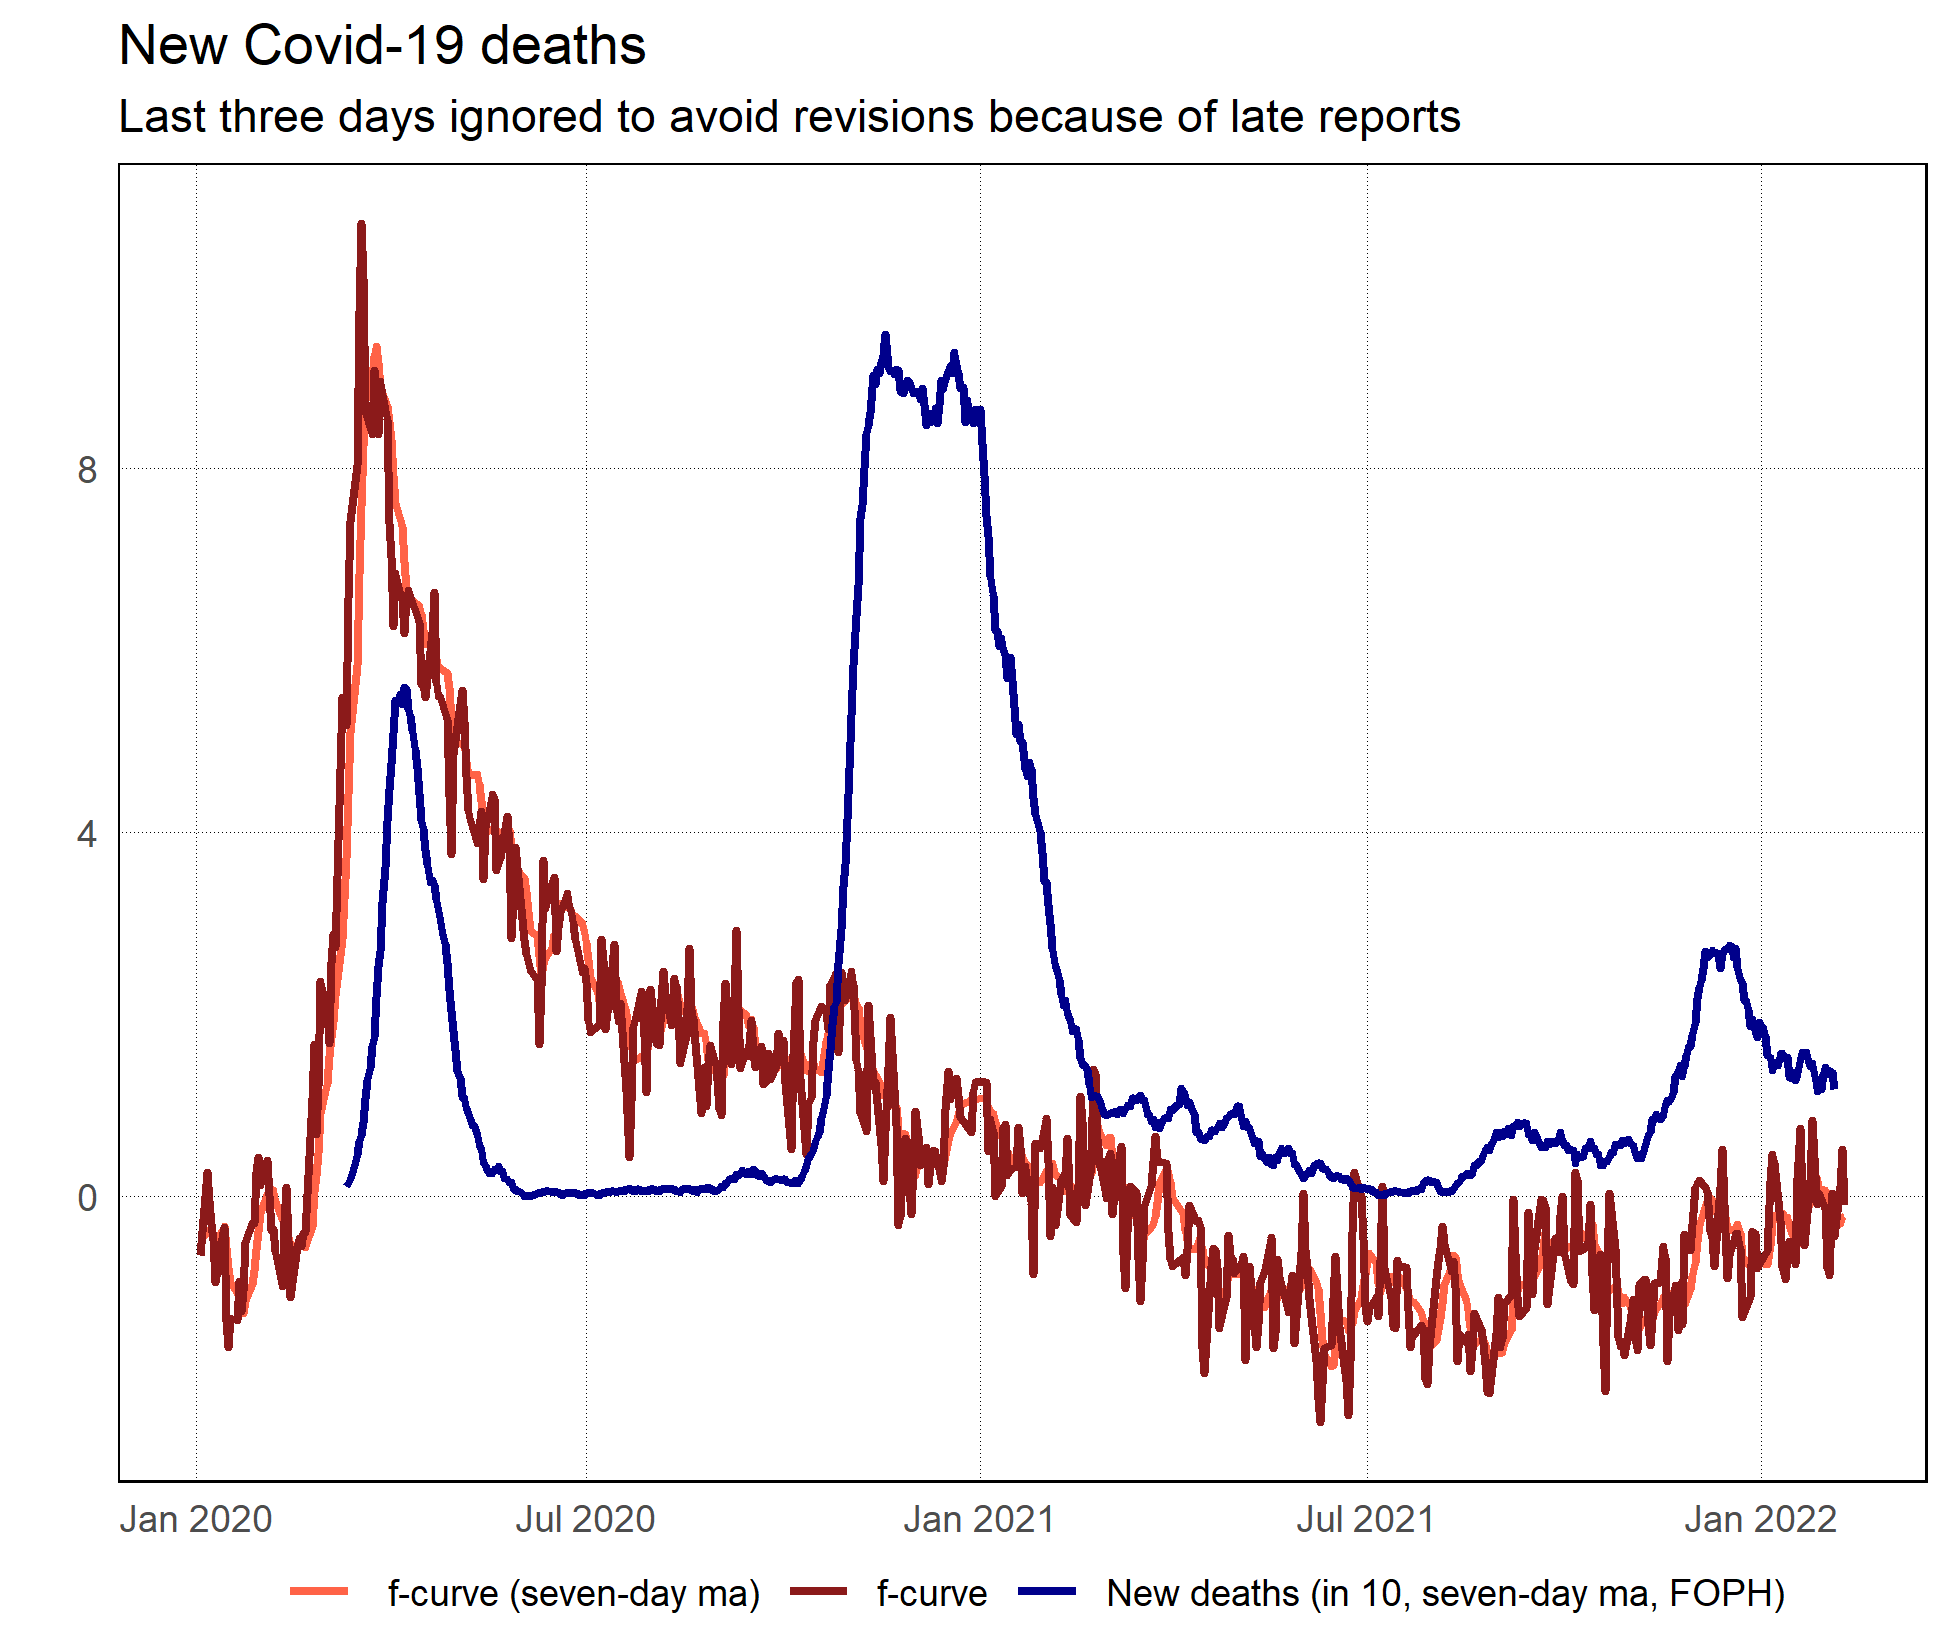 New Covid-19 deaths
Last three days ignored to avoid revisions because of late reports
8
4
0
Jan 2020 Jul 2020 Jan 2021 Jul 2021 Jan 2022
f-curve (seven-day ma) f-curve New deaths (in 10, seven-day ma, FOPH)